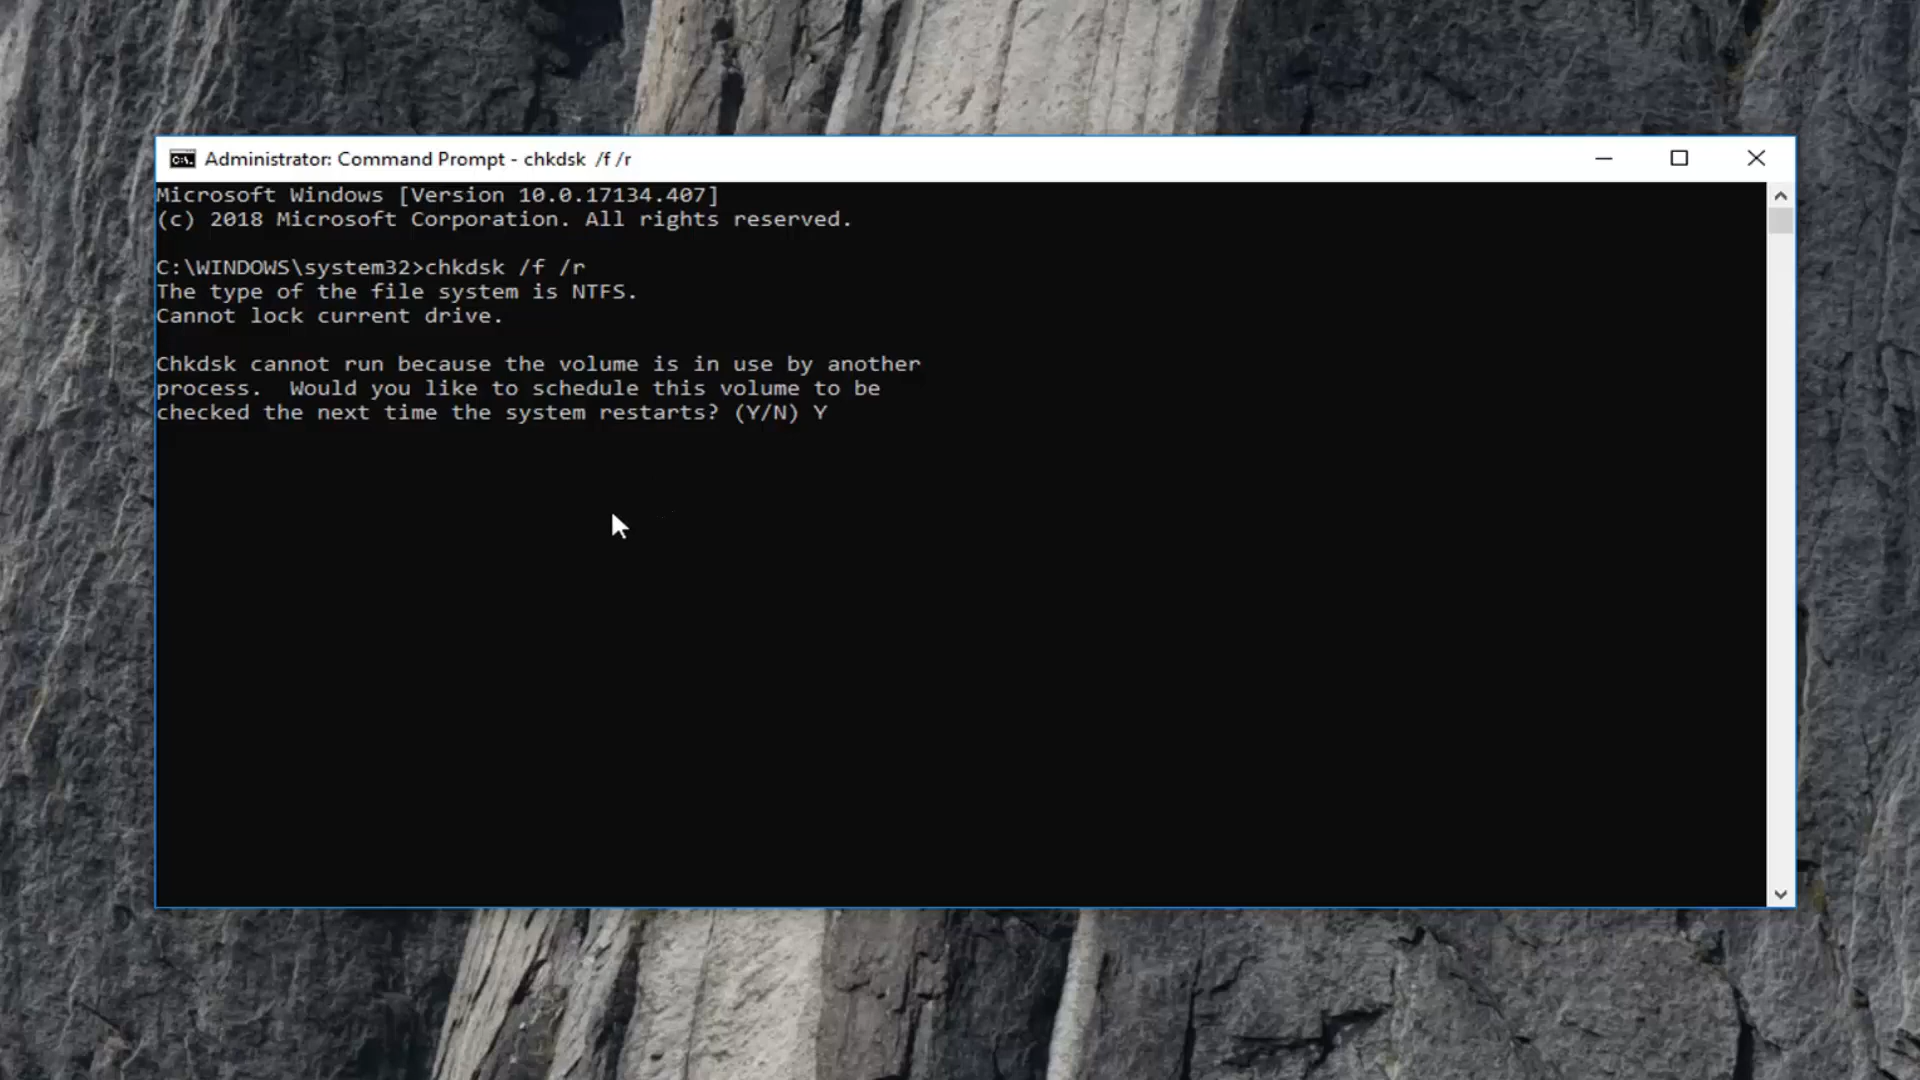 Administrator: Command Prompt - chkdsk  /f /r
Microsoft Windows [Version 10.0.17134.407]
(c) 2018 Microsoft Corporation. All rights reserved.
C:\WINDOWS\system32>chkdsk /f /r
The type of the file system is NTFS.
Cannot lock current drive.
Chkdsk cannot run because the volume is in use by another
process.  Would you like to schedule this volume to be
checked the next time the system restarts? (Y/N) Y